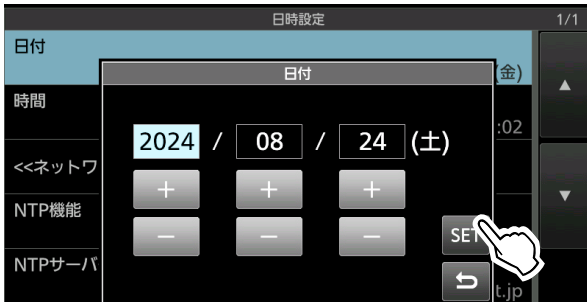 日時設定 1/1
日付
(金)
日付
時間
:02
2024 / 08 / 24 (土)
<<ネットワ
+ + +
NTP機能
− − −
SET
NTPサーバ
t.jp